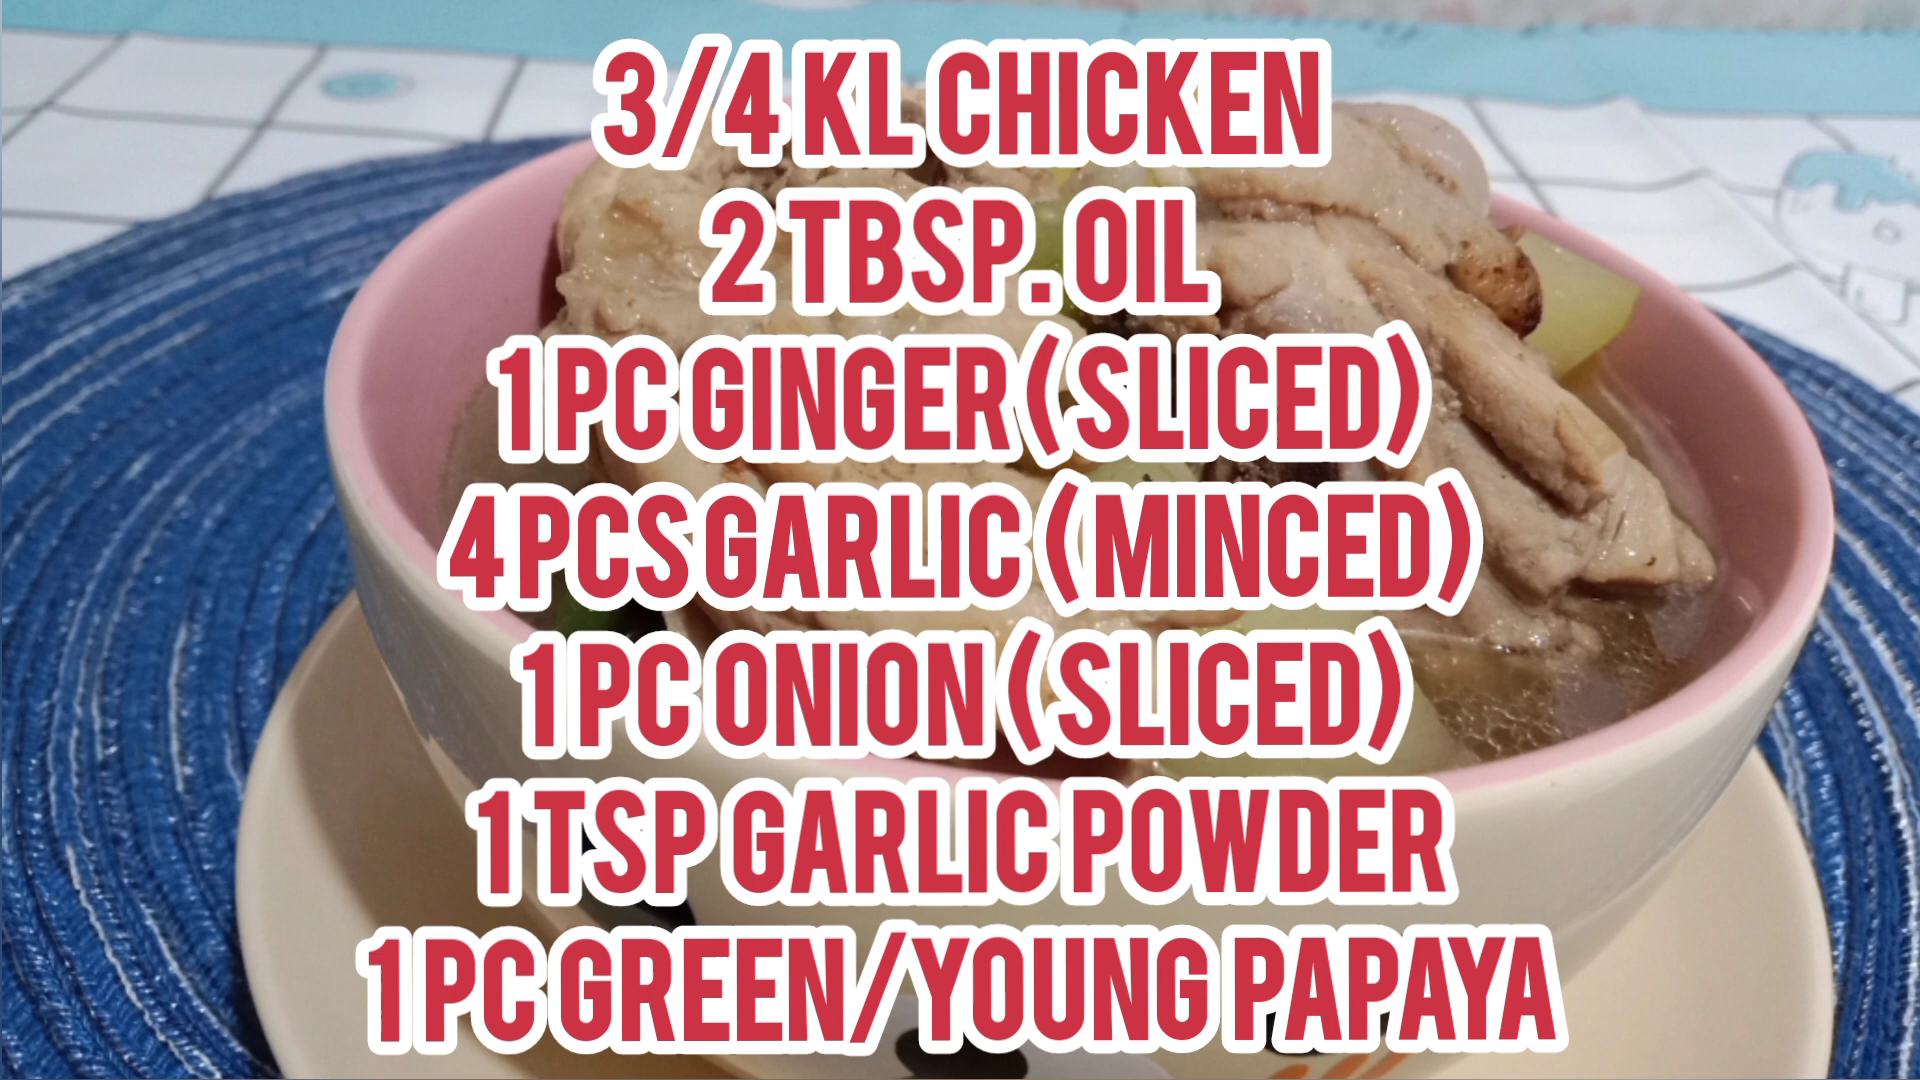 3/4 KL CHICKEN
2 TBSP. OIL
1 PC GINGER (SLICED)
4 PCS GARLIC (MINCED)
1 PC ONION (SLICED)
1 TSP GARLIC POWDER
1 PC GREEN/YOUNG PAPAYA